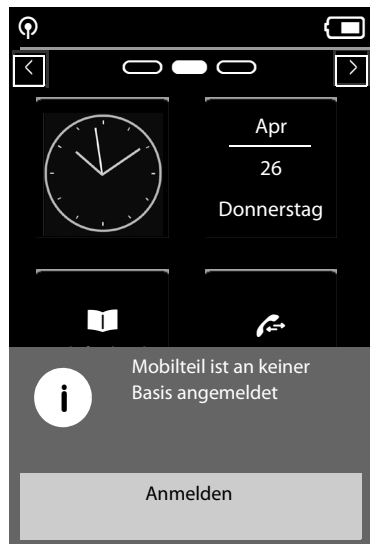 Apr
26
Donnerstag
Mobilteil ist an keiner
Basis angemeldet
Anmelden